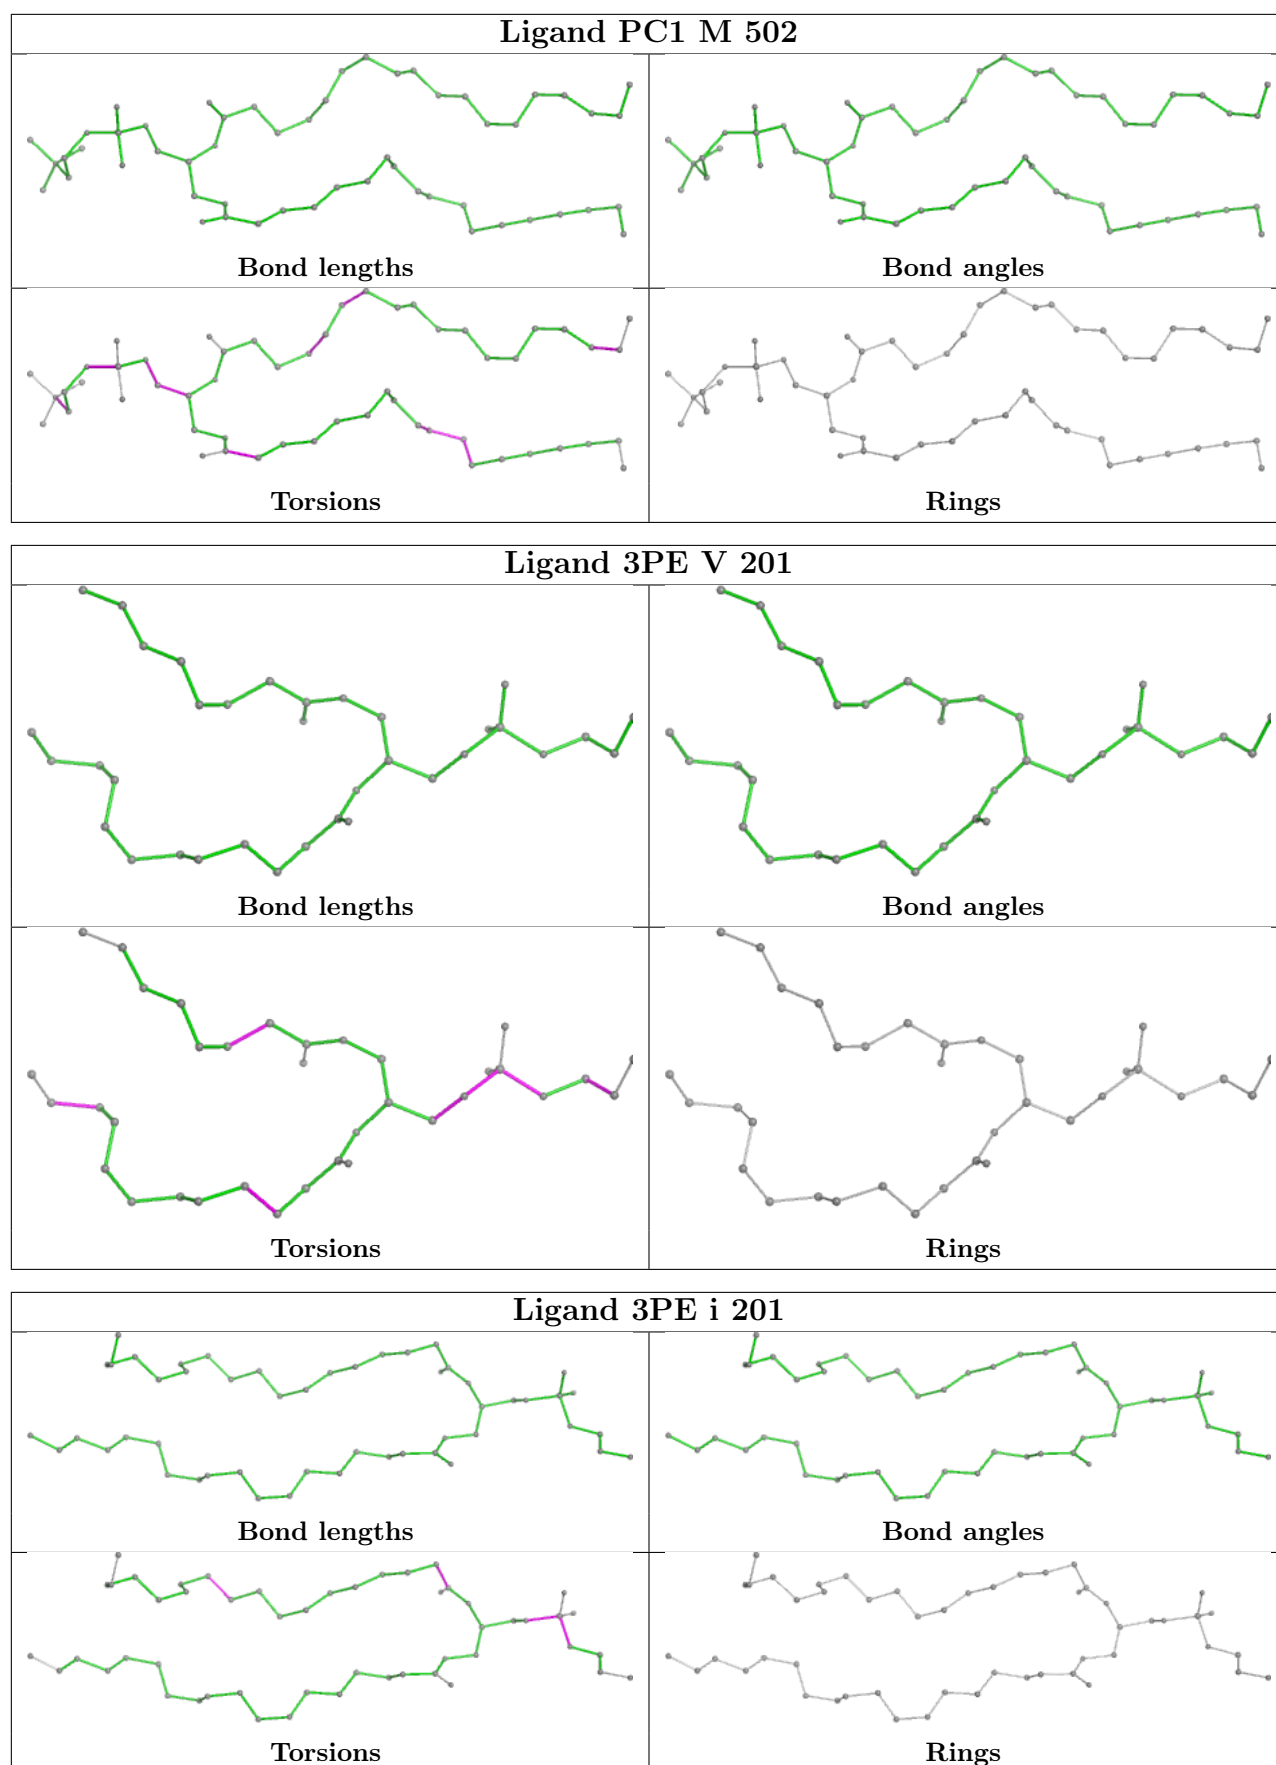 Ligand PC1 M 502
Bond lengths
Bond angles
Torsions
Rings
Ligand 3PE V 201
Bond lengths
Bond angles
Torsions
Rings
Ligand 3PE i 201
Bond lengths
Bond angles
Torsions
Rings